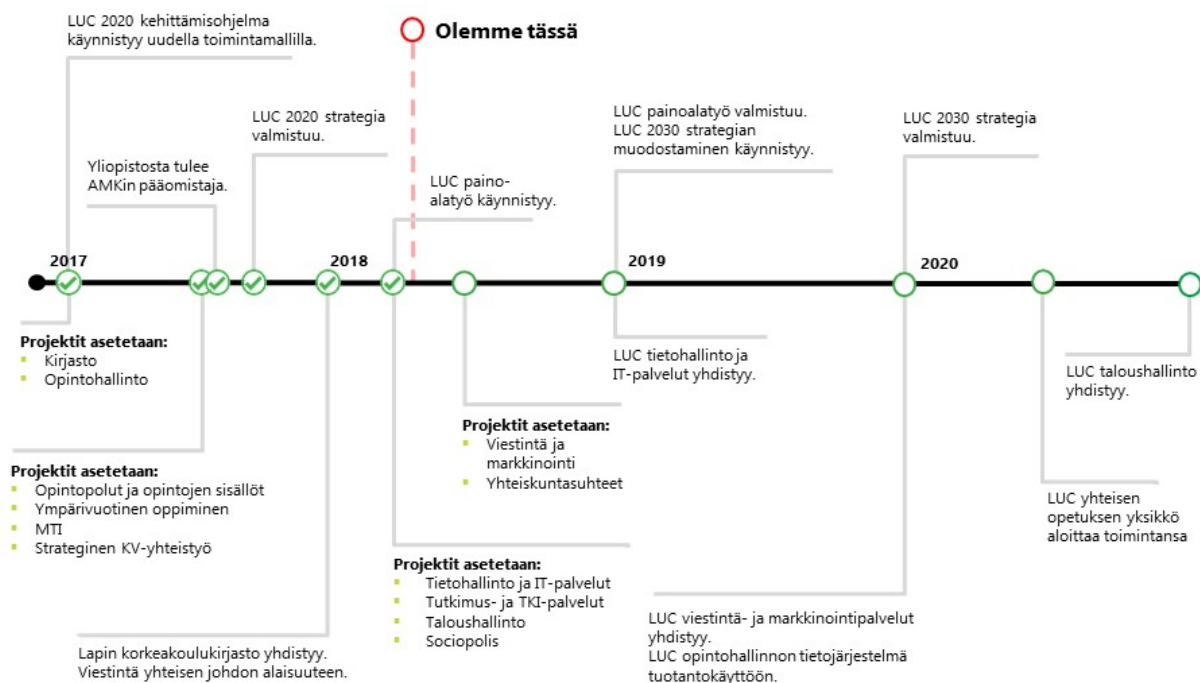 LUC 2020 kehittämisohjelma
käynnistyy uudella toimintamallilla.
Olemme tässä
LUC 2020 strategia
valmistuu.
Yliopistosta tulee
AMKin pääomistaja.
LUC paino-
alatyö käynnistyy.
LUC painoalatyö valmistuu.
LUC 2030 strategian
muodostaminen käynnistyy.
LUC 2030 strategia
valmistuu.
2017
2018
2019
2020
Projektit asetetaan:
Kirjasto
Opintohallinto
Projektit asetetaan:
Opintopolut ja opintojen sisällöt
Ympärivuotinen oppiminen
MTI
Strateginen KV-yhteistyö
Lapin korkeakoulukirjasto yhdistyy.
Viestintä yhteisen johdon alaisuuteen.
Projektit asetetaan:
Tietohallinto ja IT-palvelut
Tutkimus- ja TKI-palvelut
Taloushallinto
Sociopolis
Projektit asetetaan:
Viestintä ja
markkinointi
Yhteiskuntasuhteet
LUC tietohallinto ja
IT-palvelut yhdistyy.
LUC viestintä- ja markkinointipalvelut
yhdistyy.
LUC opintohallinnon tietojärjestelmä
tuotantokäyttöön.
LUC yhteisen
opetuksen yksikkö
aloittaa toimintansa
LUC taloushallinto
yhdistyy.